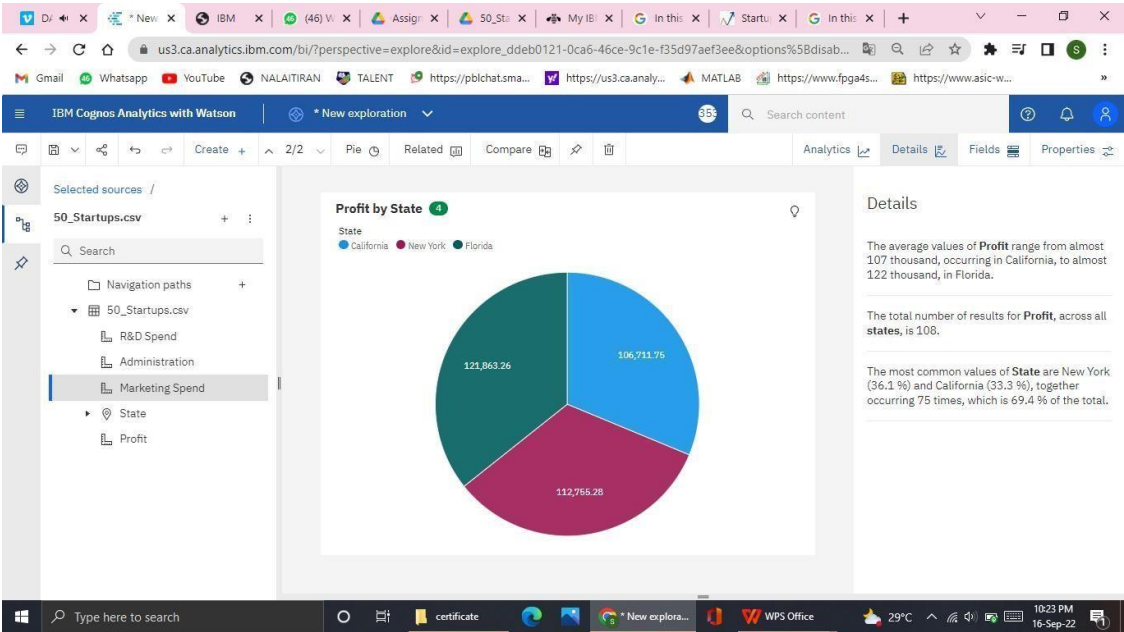 D/
* New
IBM
(46) W
Assign
50_Sta
My IB
In this
Startu
In this
us3.ca.analytics.ibm.com/bi/?perspective=explore&id=explore_ddeb0121-0ca6-46ce-9c1e-f35d97aef3ee&options%5Bdisab...
S
Gmail
Whatsapp
YouTube
NALAITIRAN
TALENT
https://pblchat.sma...
https://us3.ca.analy...
MATLAB
https://www.fpga4s...
https://www.asic-w...
»
IBM Cognos Analytics with Watson
* New exploration
353
Search content
Create +
2/2
Pie
Related
Compare
Analytics
Details
Fields
Properties
Selected sources /
50_Startups.csv
Search
Navigation paths
50_Startups.csv
R&D Spend
Administration
Marketing Spend
State
Profit
Profit by State 4
State
California New York Florida
121,863.26
106,711.75
112,756.28
Details
The average values of Profit range from almost
107 thousand, occurring in California, to almost
122 thousand, in Florida.
The total number of results for Profit, across all
states, is 108.
The most common values of State are New York
(36.1 %) and California (33.3 %), together
occurring 75 times, which is 69.4 % of the total.
Type here to search
certificate
* New explora...
WPS Office
29°C
10:23 PM
16-Sep-22